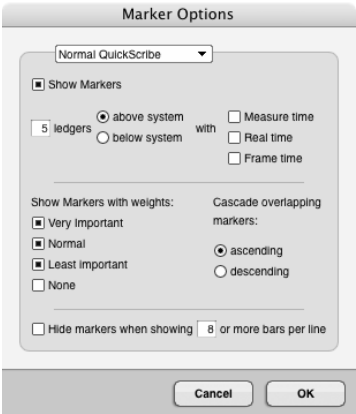 Marker Options
Normal QuickScribe
Show Markers
5 ledgers above system with Measure time
below system Real time
Frame time
Show Markers with weights: Cascade overlapping
markers:
Very Important
Normal ascending
Least important descending
None
Hide markers when showing 8 or more bars per line
Cancel OK